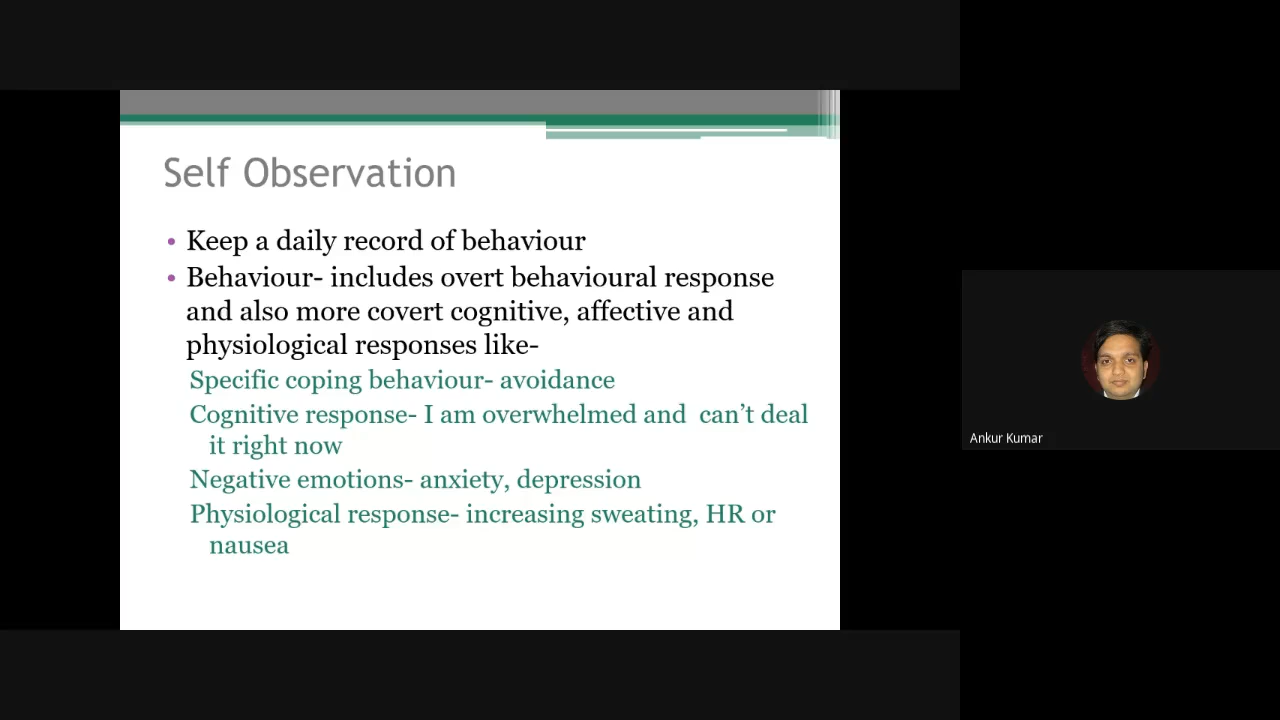 Self Observation
• Keep a daily record of behaviour
• Behaviour- includes overt behavioural response
and also more covert cognitive, affective and
physiological responses like-
Specific coping behaviour- avoidance
Cognitive response- I am overwhelmed and  can’t deal
it right now
Negative emotions- anxiety, depression
Physiological response- increasing sweating, HR or
nausea
Ankur Kumar